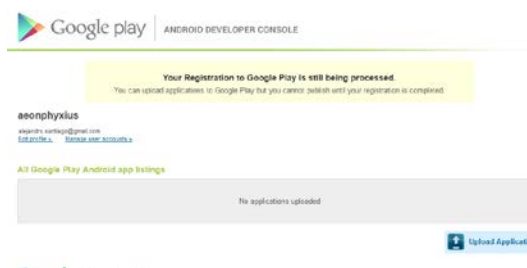 Google play
ANDROID DEVELOPER CONSOLE
Your Registration to Google Play is still being processed.
You can upload applications to Google Play but you cannot publish until your registration is completed.
aeonphyxius
alejandro.santiago@gmail.com
Edit profile » Manage user accounts »
All Google Play Android app listings
No applications uploaded
Upload Applicati